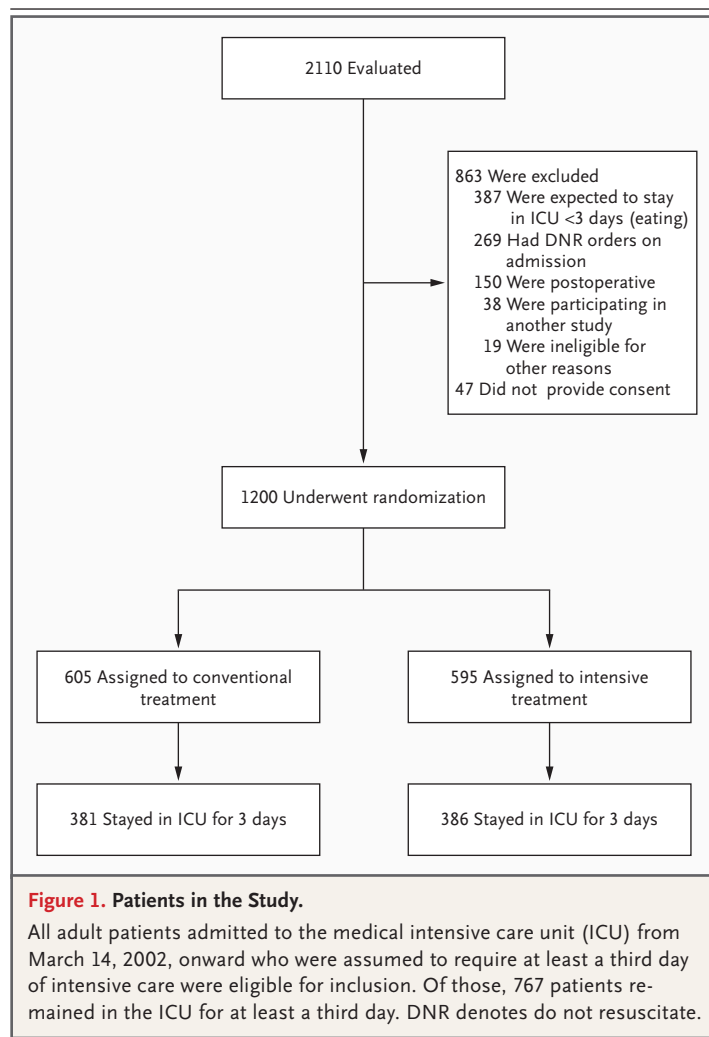 2110 Evaluated
863 Were excluded
387 Were expected to stay
in ICU <3 days (eating)
269 Had DNR orders on
admission
150 Were postoperative
38 Were participating in
another study
19 Were ineligible for
other reasons
47 Did not provide consent
1200 Underwent randomization
605 Assigned to conventional
treatment
595 Assigned to intensive
treatment
381 Stayed in ICU for 3 days
386 Stayed in ICU for 3 days
Figure 1. Patients in the Study.
All adult patients admitted to the medical intensive care unit (ICU) from
March 14, 2002, onward who were assumed to require at least a third day
of intensive care were eligible for inclusion. Of those, 767 patients re-
mained in the ICU for at least a third day. DNR denotes do not resuscitate.